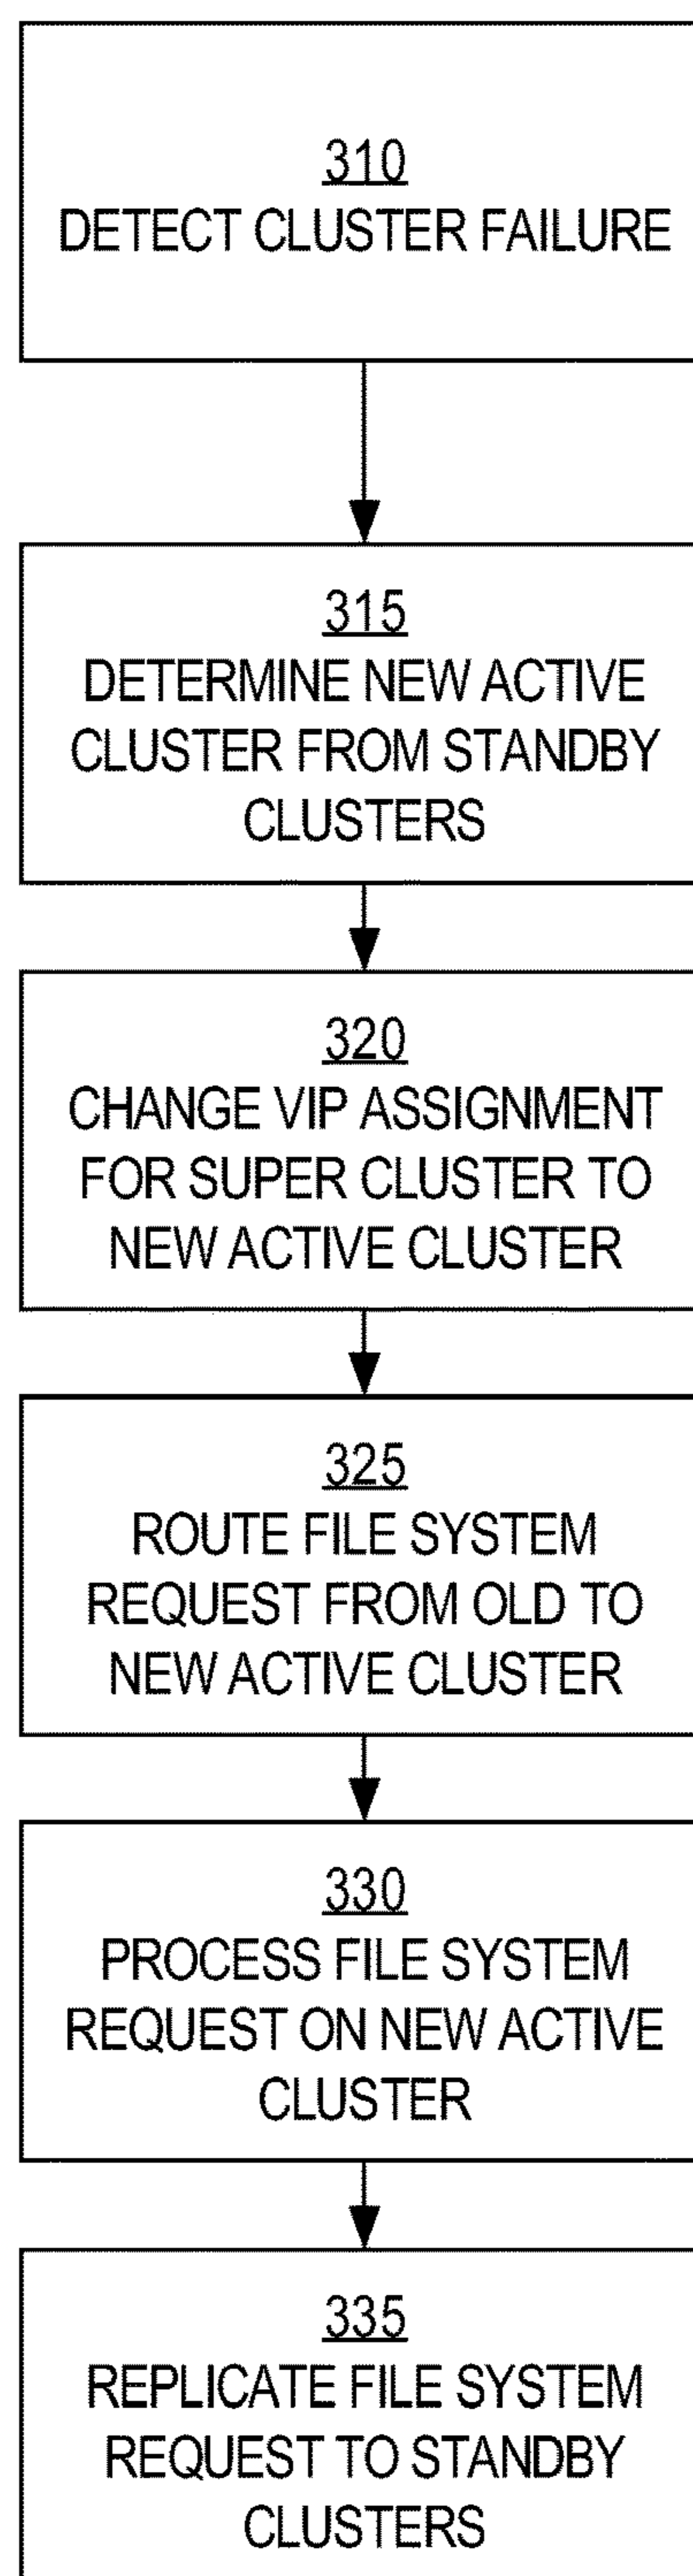 310
DETECT CLUSTER FAILURE
315
DETERMINE NEW ACTIVE
CLUSTER FROM STANDBY
CLUSTERS
320
CHANGE VIP ASSIGNMENT
FOR SUPER CLUSTER TO
NEW ACTIVE CLUSTER
325
ROUTE FILE SYSTEM
REQUEST FROM OLD TO
NEW ACTIVE CLUSTER
330
PROCESS FILE SYSTEM
REQUEST ON NEW ACTIVE
CLUSTER
335
REPLICATE FILE SYSTEM
REQUEST TO STANDBY
CLUSTERS